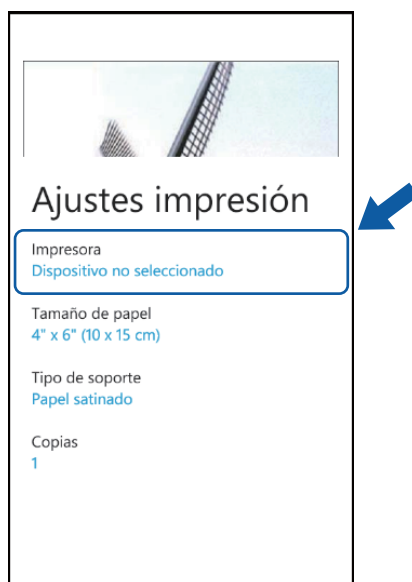 Ajustes impresión
Impresora
Dispositivo no seleccionado
Tamaño de papel
4" x 6" (10 x 15 cm)
Tipo de soporte
Papel satinado
Copias
1